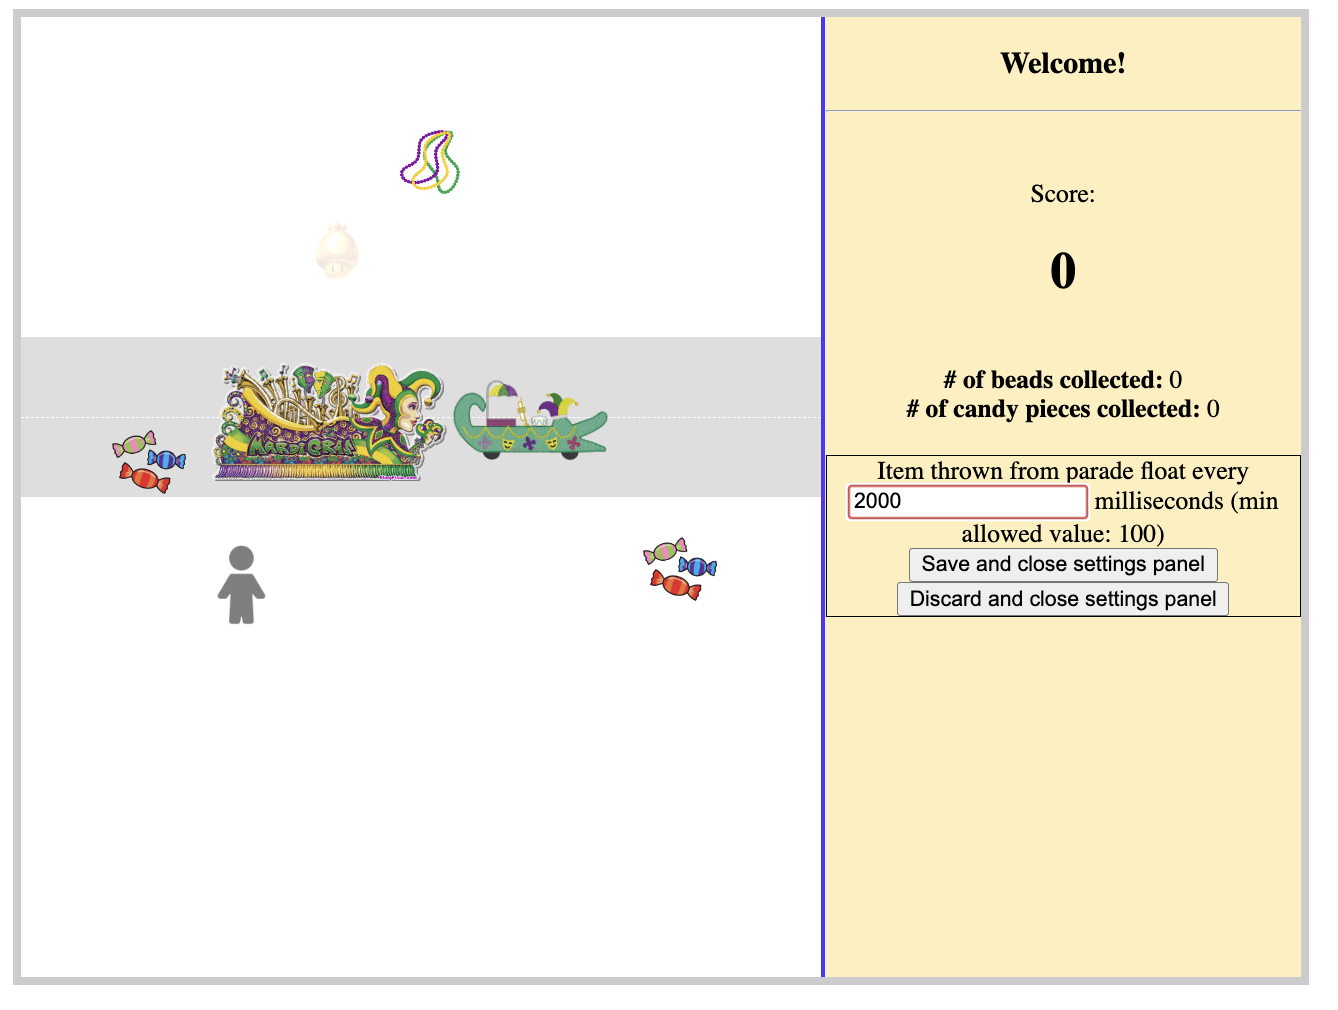 Welcome!
Score:
0
# of beads collected: 0
# of candy pieces collected: 0
MARDI GRAS
Item thrown from parade float every
2000 milliseconds (min
allowed value: 100)
Save and close settings panel
Discard and close settings panel